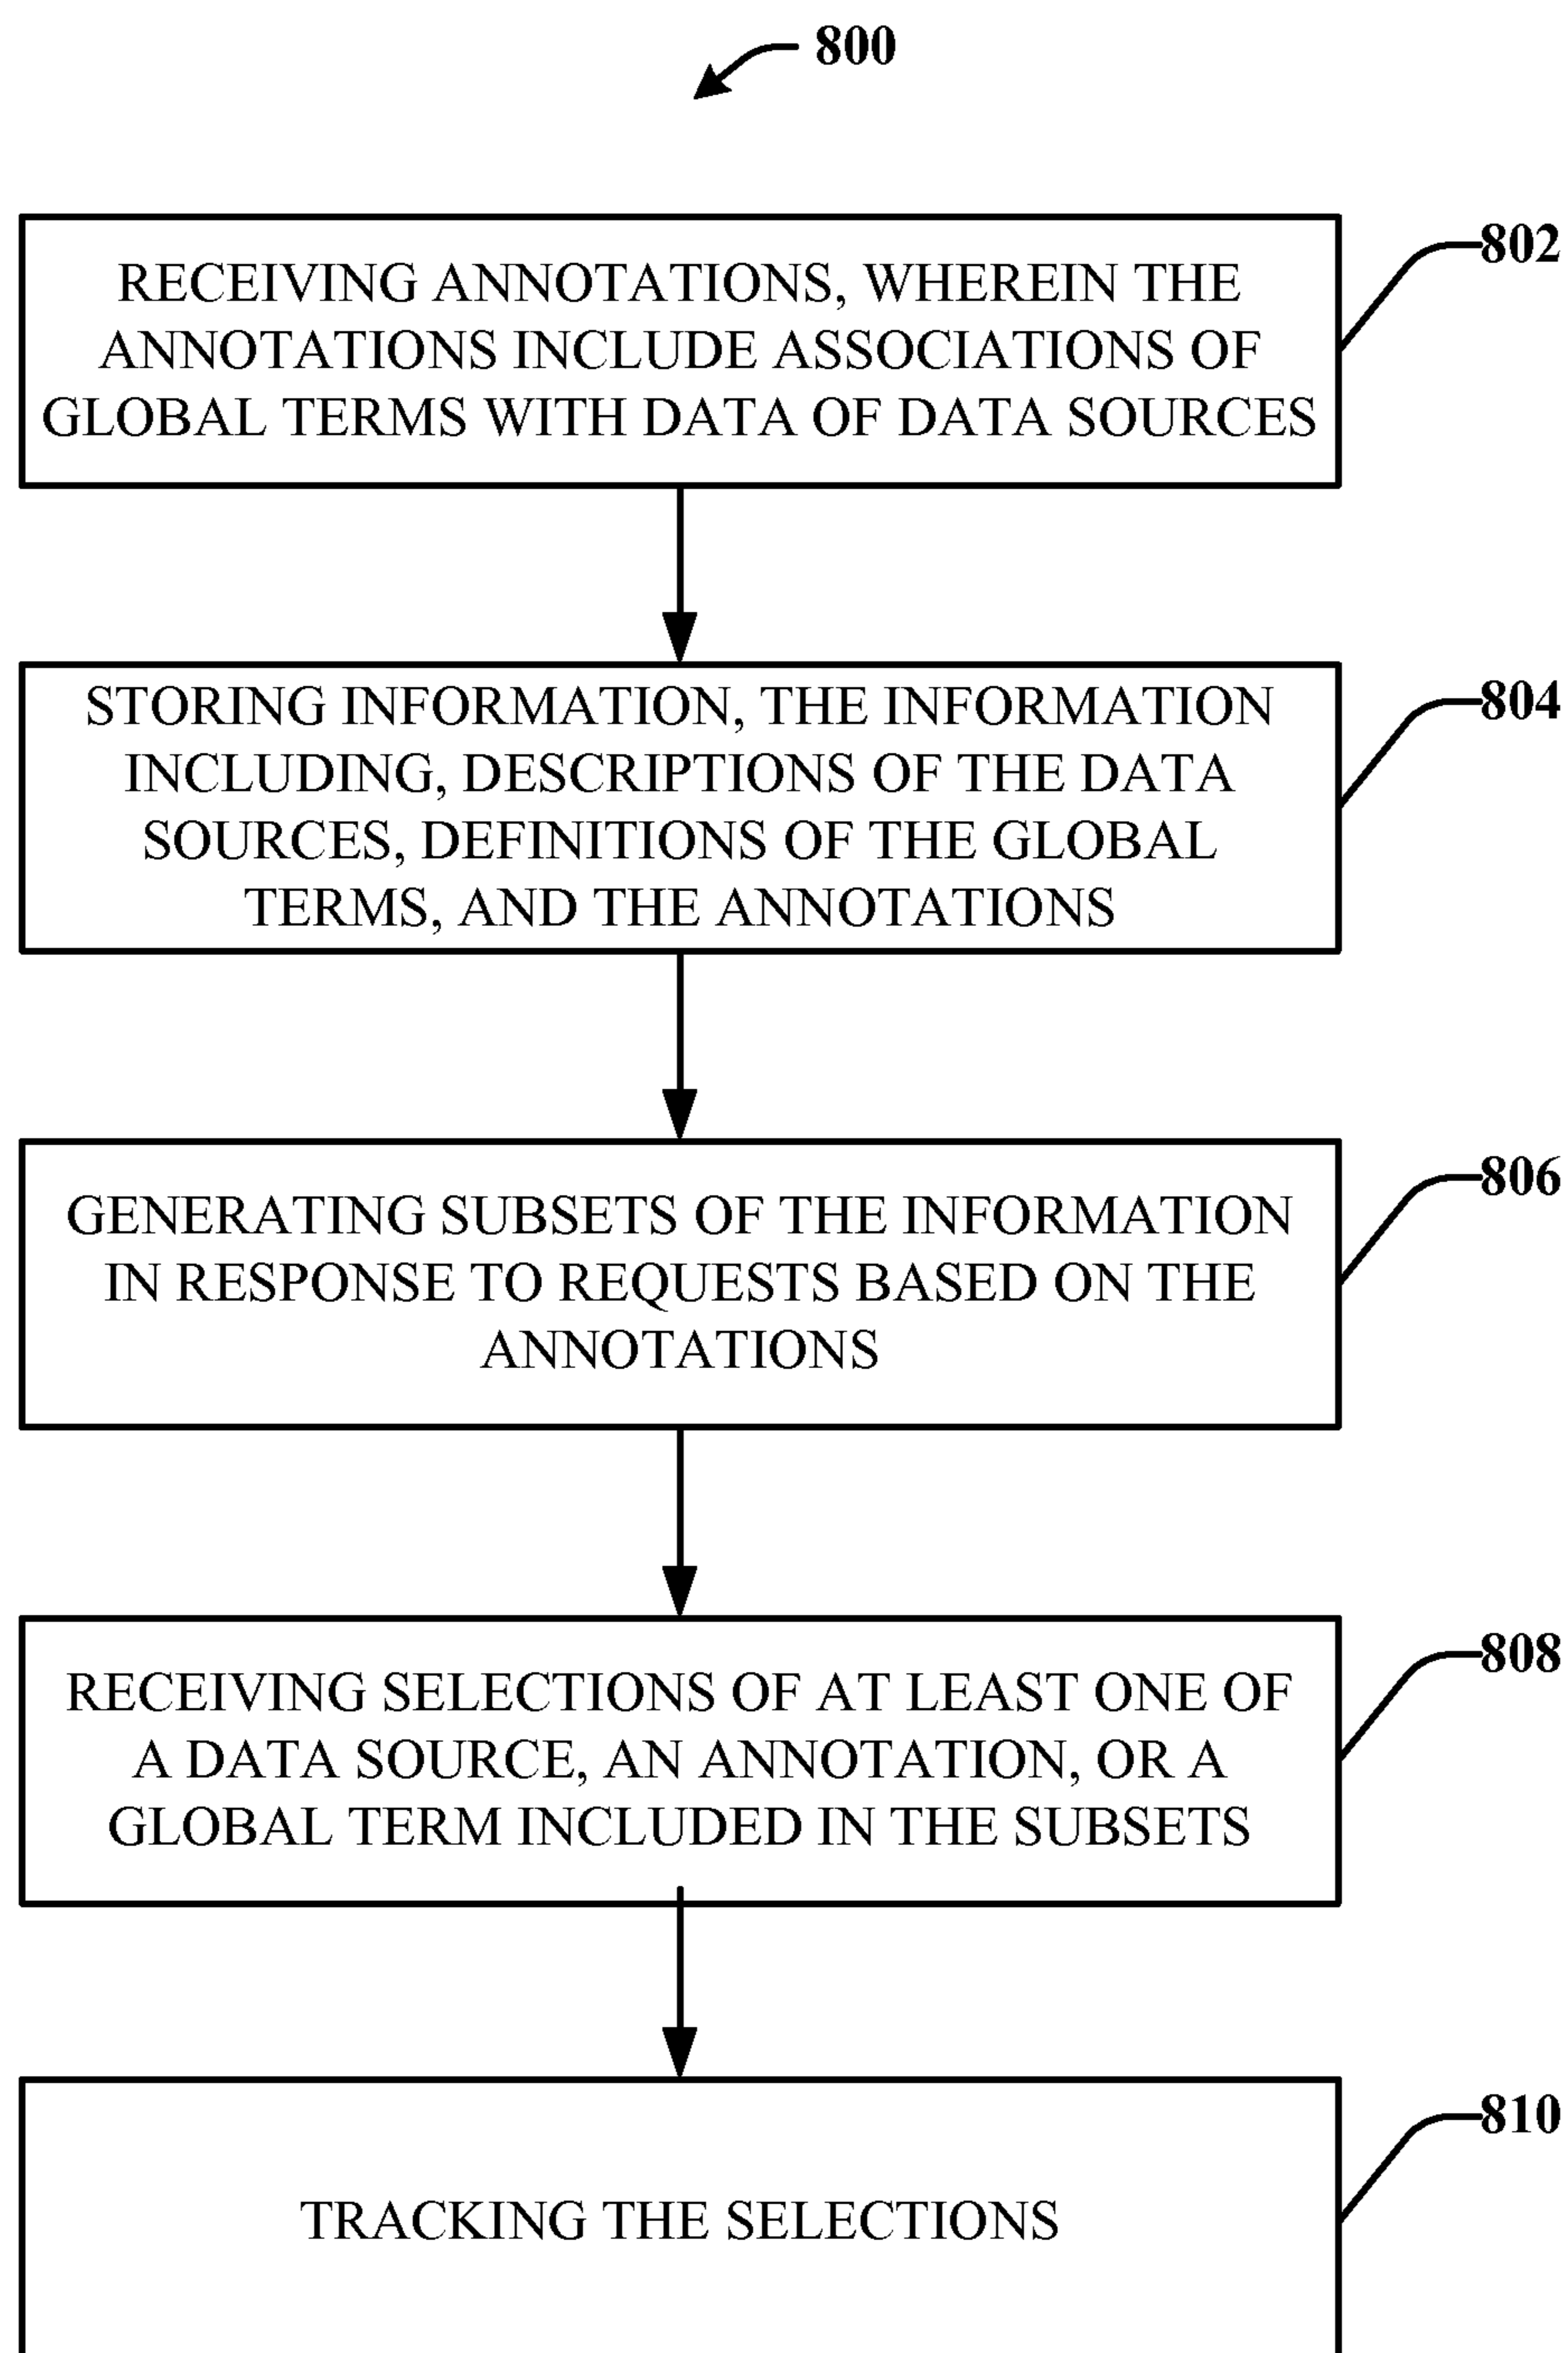 800
802
RECEIVING ANNOTATIONS, WHEREIN THE
ANNOTATIONS INCLUDE ASSOCIATIONS OF
GLOBAL TERMS WITH DATA OF DATA SOURCES
804
STORING INFORMATION, THE INFORMATION
INCLUDING, DESCRIPTIONS OF THE DATA
SOURCES, DEFINITIONS OF THE GLOBAL
TERMS, AND THE ANNOTATIONS
806
GENERATING SUBSETS OF THE INFORMATION
IN RESPONSE TO REQUESTS BASED ON THE
ANNOTATIONS
808
RECEIVING SELECTIONS OF AT LEAST ONE OF
A DATA SOURCE, AN ANNOTATION, OR A
GLOBAL TERM INCLUDED IN THE SUBSETS
810
TRACKING THE SELECTIONS